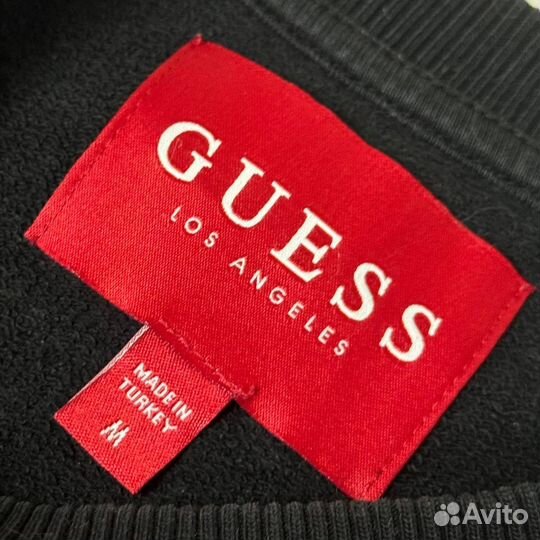 GUESS
LOS ANGELES
MADE IN
TURKEY
M
Avito